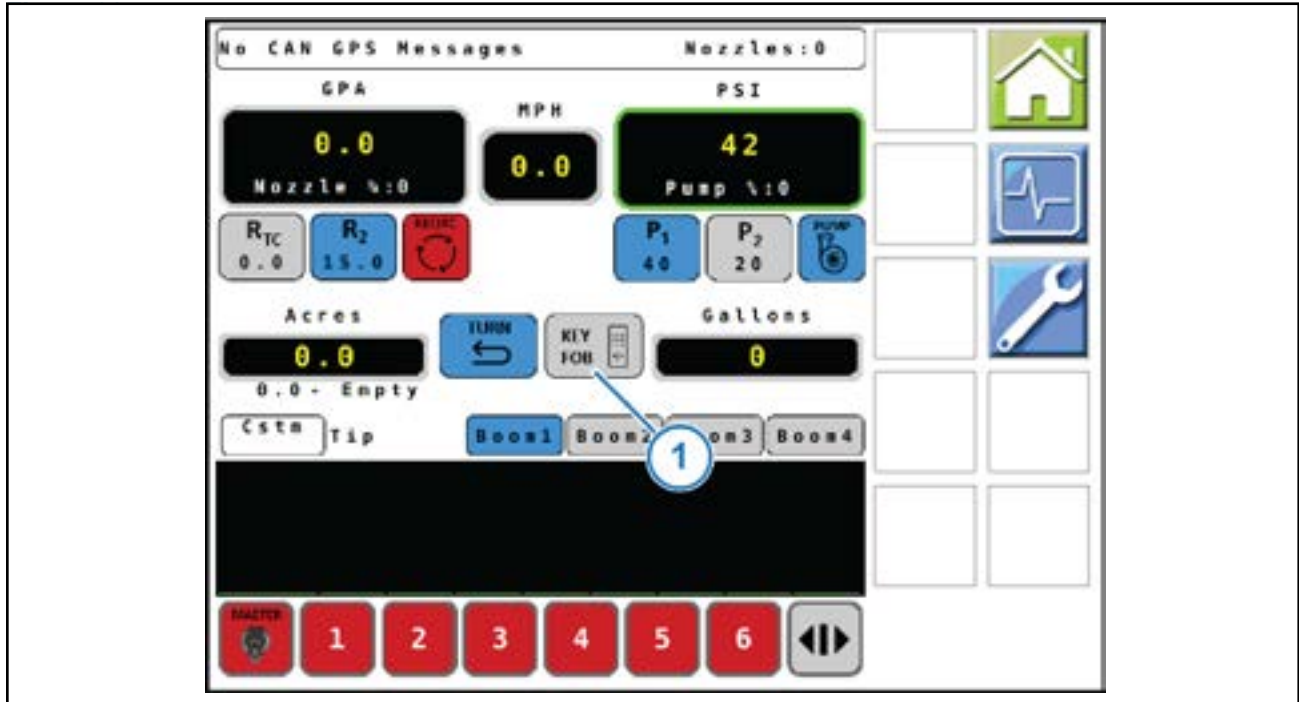 No CAN GPS Messages Nozzles:0
GPA MPH PSI
0.0 0.0 42
Nozzle %:0 Pump %:0
RTC R2 RECIRC P1 P2 PUMP
0.0 15.0 40 20
Acres TURN KEY FOB Gallons
0.0 0
0.0- Empty
Cstm Tip Boom1 Boom4
1
MASTER 1 2 3 4 5 6